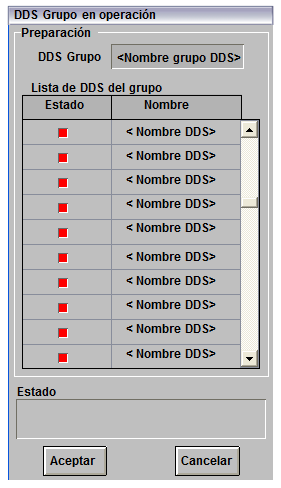 DDS Grupo en operación
Preparación
DDS Grupo <Nombre grupo DDS>
Lista de DDS del grupo
Estado Nombre
< Nombre DDS>
< Nombre DDS>
< Nombre DDS>
< Nombre DDS>
< Nombre DDS>
< Nombre DDS>
< Nombre DDS>
< Nombre DDS>
< Nombre DDS>
< Nombre DDS>
Estado
Aceptar Cancelar